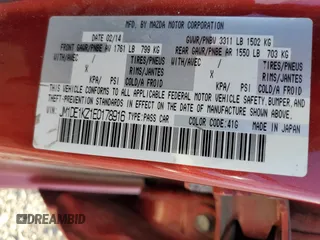 MFD. BY: MAZDA MOTOR CORPORATION
DATE 02/14 GVWR/PNBV 3311 LB 1502 KG
FRONT GAWR/PNBE AV 1761 LB 799 KG REAR GAWR/PNBE AR 1550 LB 703 KG
X TIRES/PNEUS X TIRES/PNEUS
RIMS/JANTES X RIMS/JANTES X
KPA/ PSI/ KPA/ PSI/
COLD/A FROID COLD/A FROID
THIS VEHICLE CONFORMS TO ALL APPLICABLE
FEDERAL MOTOR VEHICLE SAFETY, BUMPER, AND
THEFT PREVENTION STANDARDS IN EFFECT ON THE
DATE OF MANUFACTURE SHOWN ABOVE
VIN: JM1DE1KZ1E0178916 PASS CAR
COLOR CODE: 41G
MADE IN JAPAN
DREAMBID